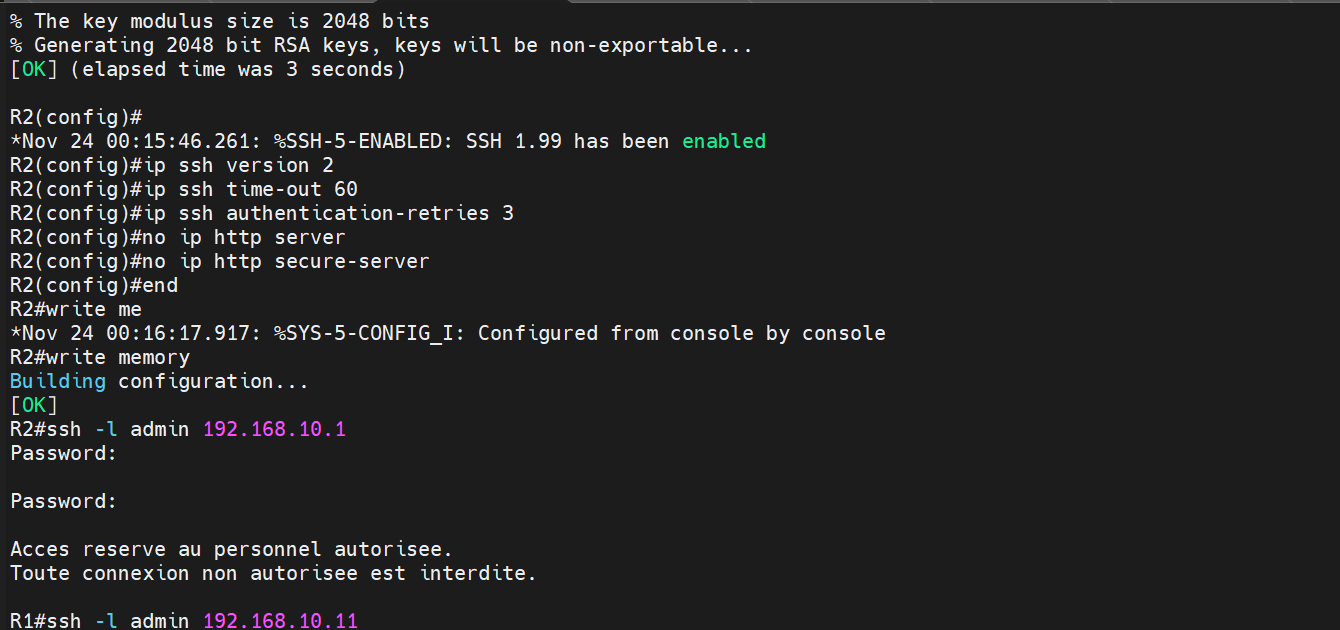 % The key modulus size is 2048 bits
% Generating 2048 bit RSA keys, keys will be non-exportable...
[OK] (elapsed time was 3 seconds)
R2(config)#
*Nov 24 00:15:46.261: %SSH-5-ENABLED: SSH 1.99 has been enabled
R2(config)#ip ssh version 2
R2(config)#ip ssh time-out 60
R2(config)#ip ssh authentication-retries 3
R2(config)#no ip http server
R2(config)#no ip http secure-server
R2(config)#end
R2#write me
*Nov 24 00:16:17.917: %SYS-5-CONFIG_I: Configured from console by console
R2#write memory
Building configuration...
[OK]
R2#ssh -l admin 192.168.10.1
Password:
Password:
Acces reserve au personnel autorisee.
Toute connexion non autorisee est interdite.
R1#ssh -l admin 192.168.10.11